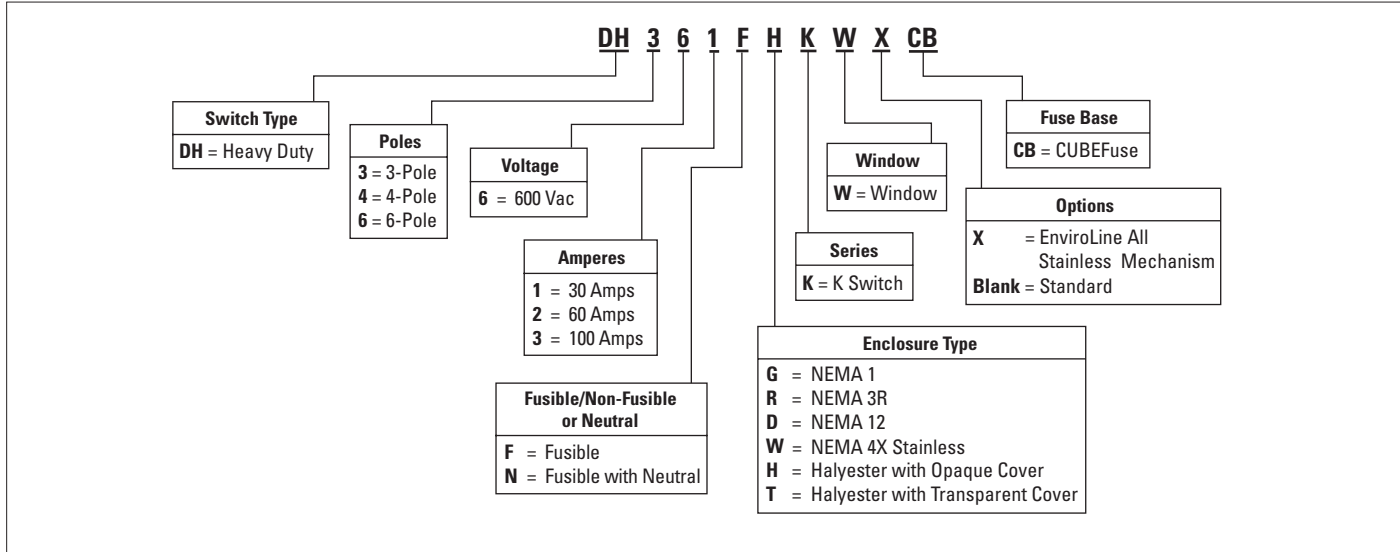 DH 3 6 1 F H K W X CB
Switch Type
DH = Heavy Duty
Poles
3 = 3-Pole
4 = 4-Pole
6 = 6-Pole
Voltage
6 = 600 Vac
Amperes
1 = 30 Amps
2 = 60 Amps
3 = 100 Amps
Fusible/Non-Fusible
or Neutral
F = Fusible
N = Fusible with Neutral
Enclosure Type
G = NEMA 1
R = NEMA 3R
D = NEMA 12
W = NEMA 4X Stainless
H = Halyester with Opaque Cover
T = Halyester with Transparent Cover
Series
K = K Switch
Window
W = Window
Options
X = EnviroLine All
Stainless Mechanism
Blank = Standard
Fuse Base
CB = CUBEFuse